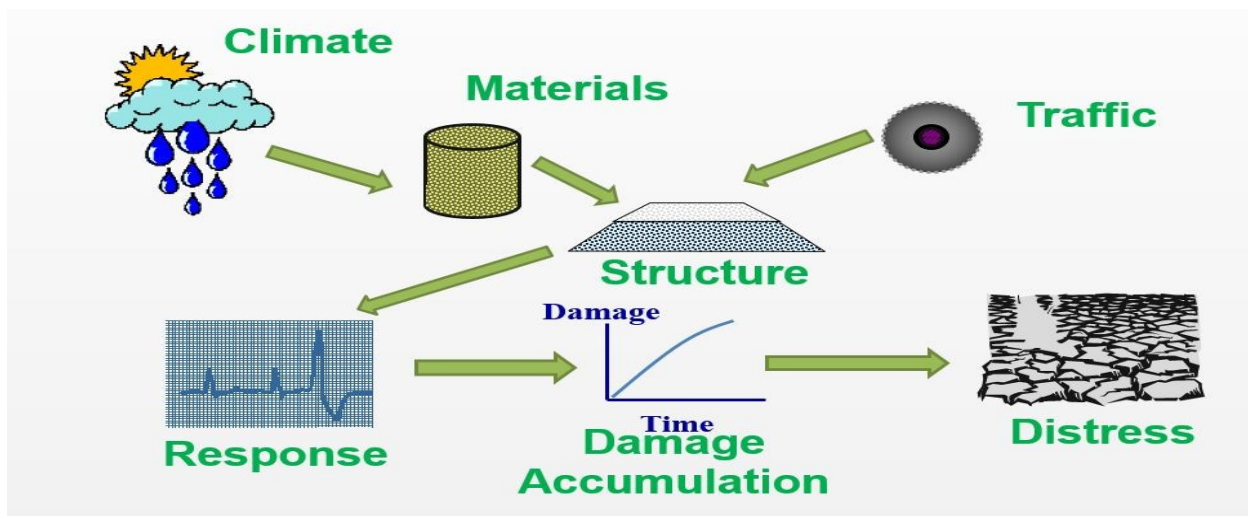 Climate
Materials
Traffic
Structure
Damage
Time
Response
Damage
Accumulation
Distress